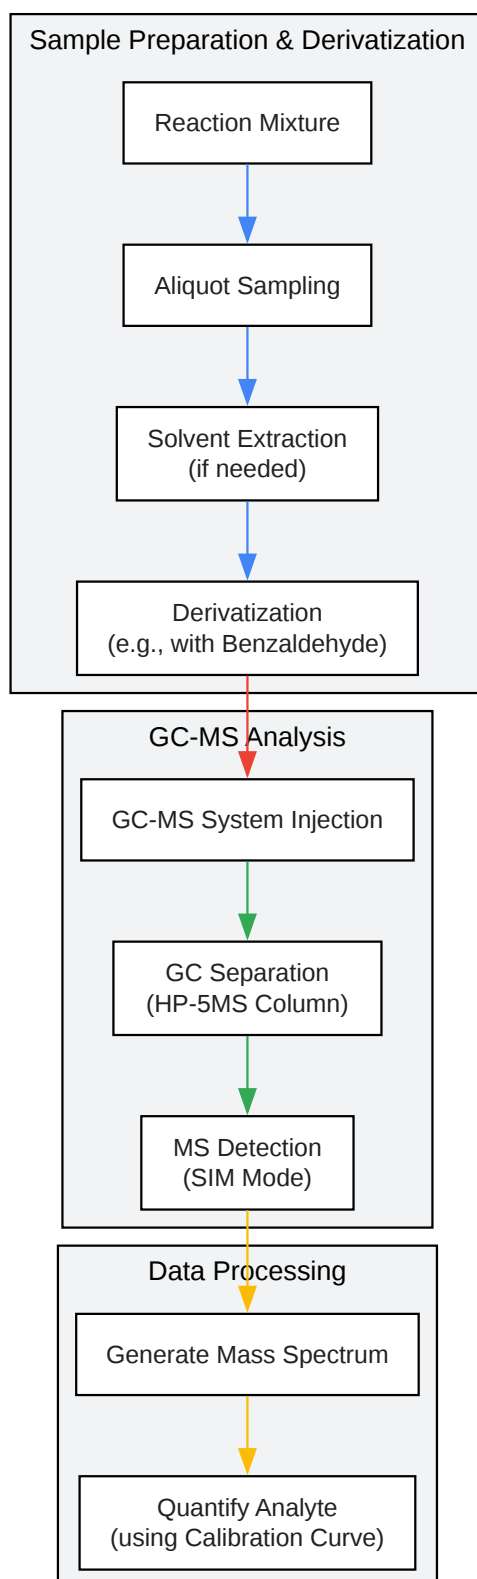 Sample Preparation & Derivatization
Reaction Mixture
Aliquot Sampling
Solvent Extraction
(if needed)
Derivatization
(e.g., with Benzaldehyde)
GC-MS Analysis
GC-MS System Injection
GC Separation
(HP-5MS Column)
MS Detection
(SIM Mode)
Data Processing
Generate Mass Spectrum
Quantify Analyte
(using Calibration Curve)